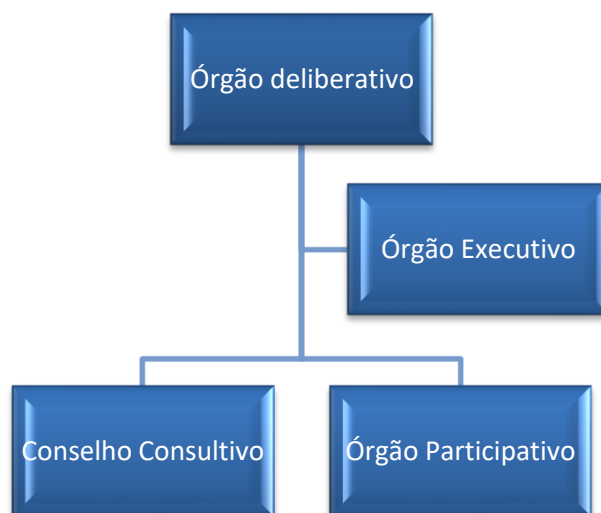 Órgão deliberativo
Órgão Executivo
Conselho Consultivo
Órgão Participativo